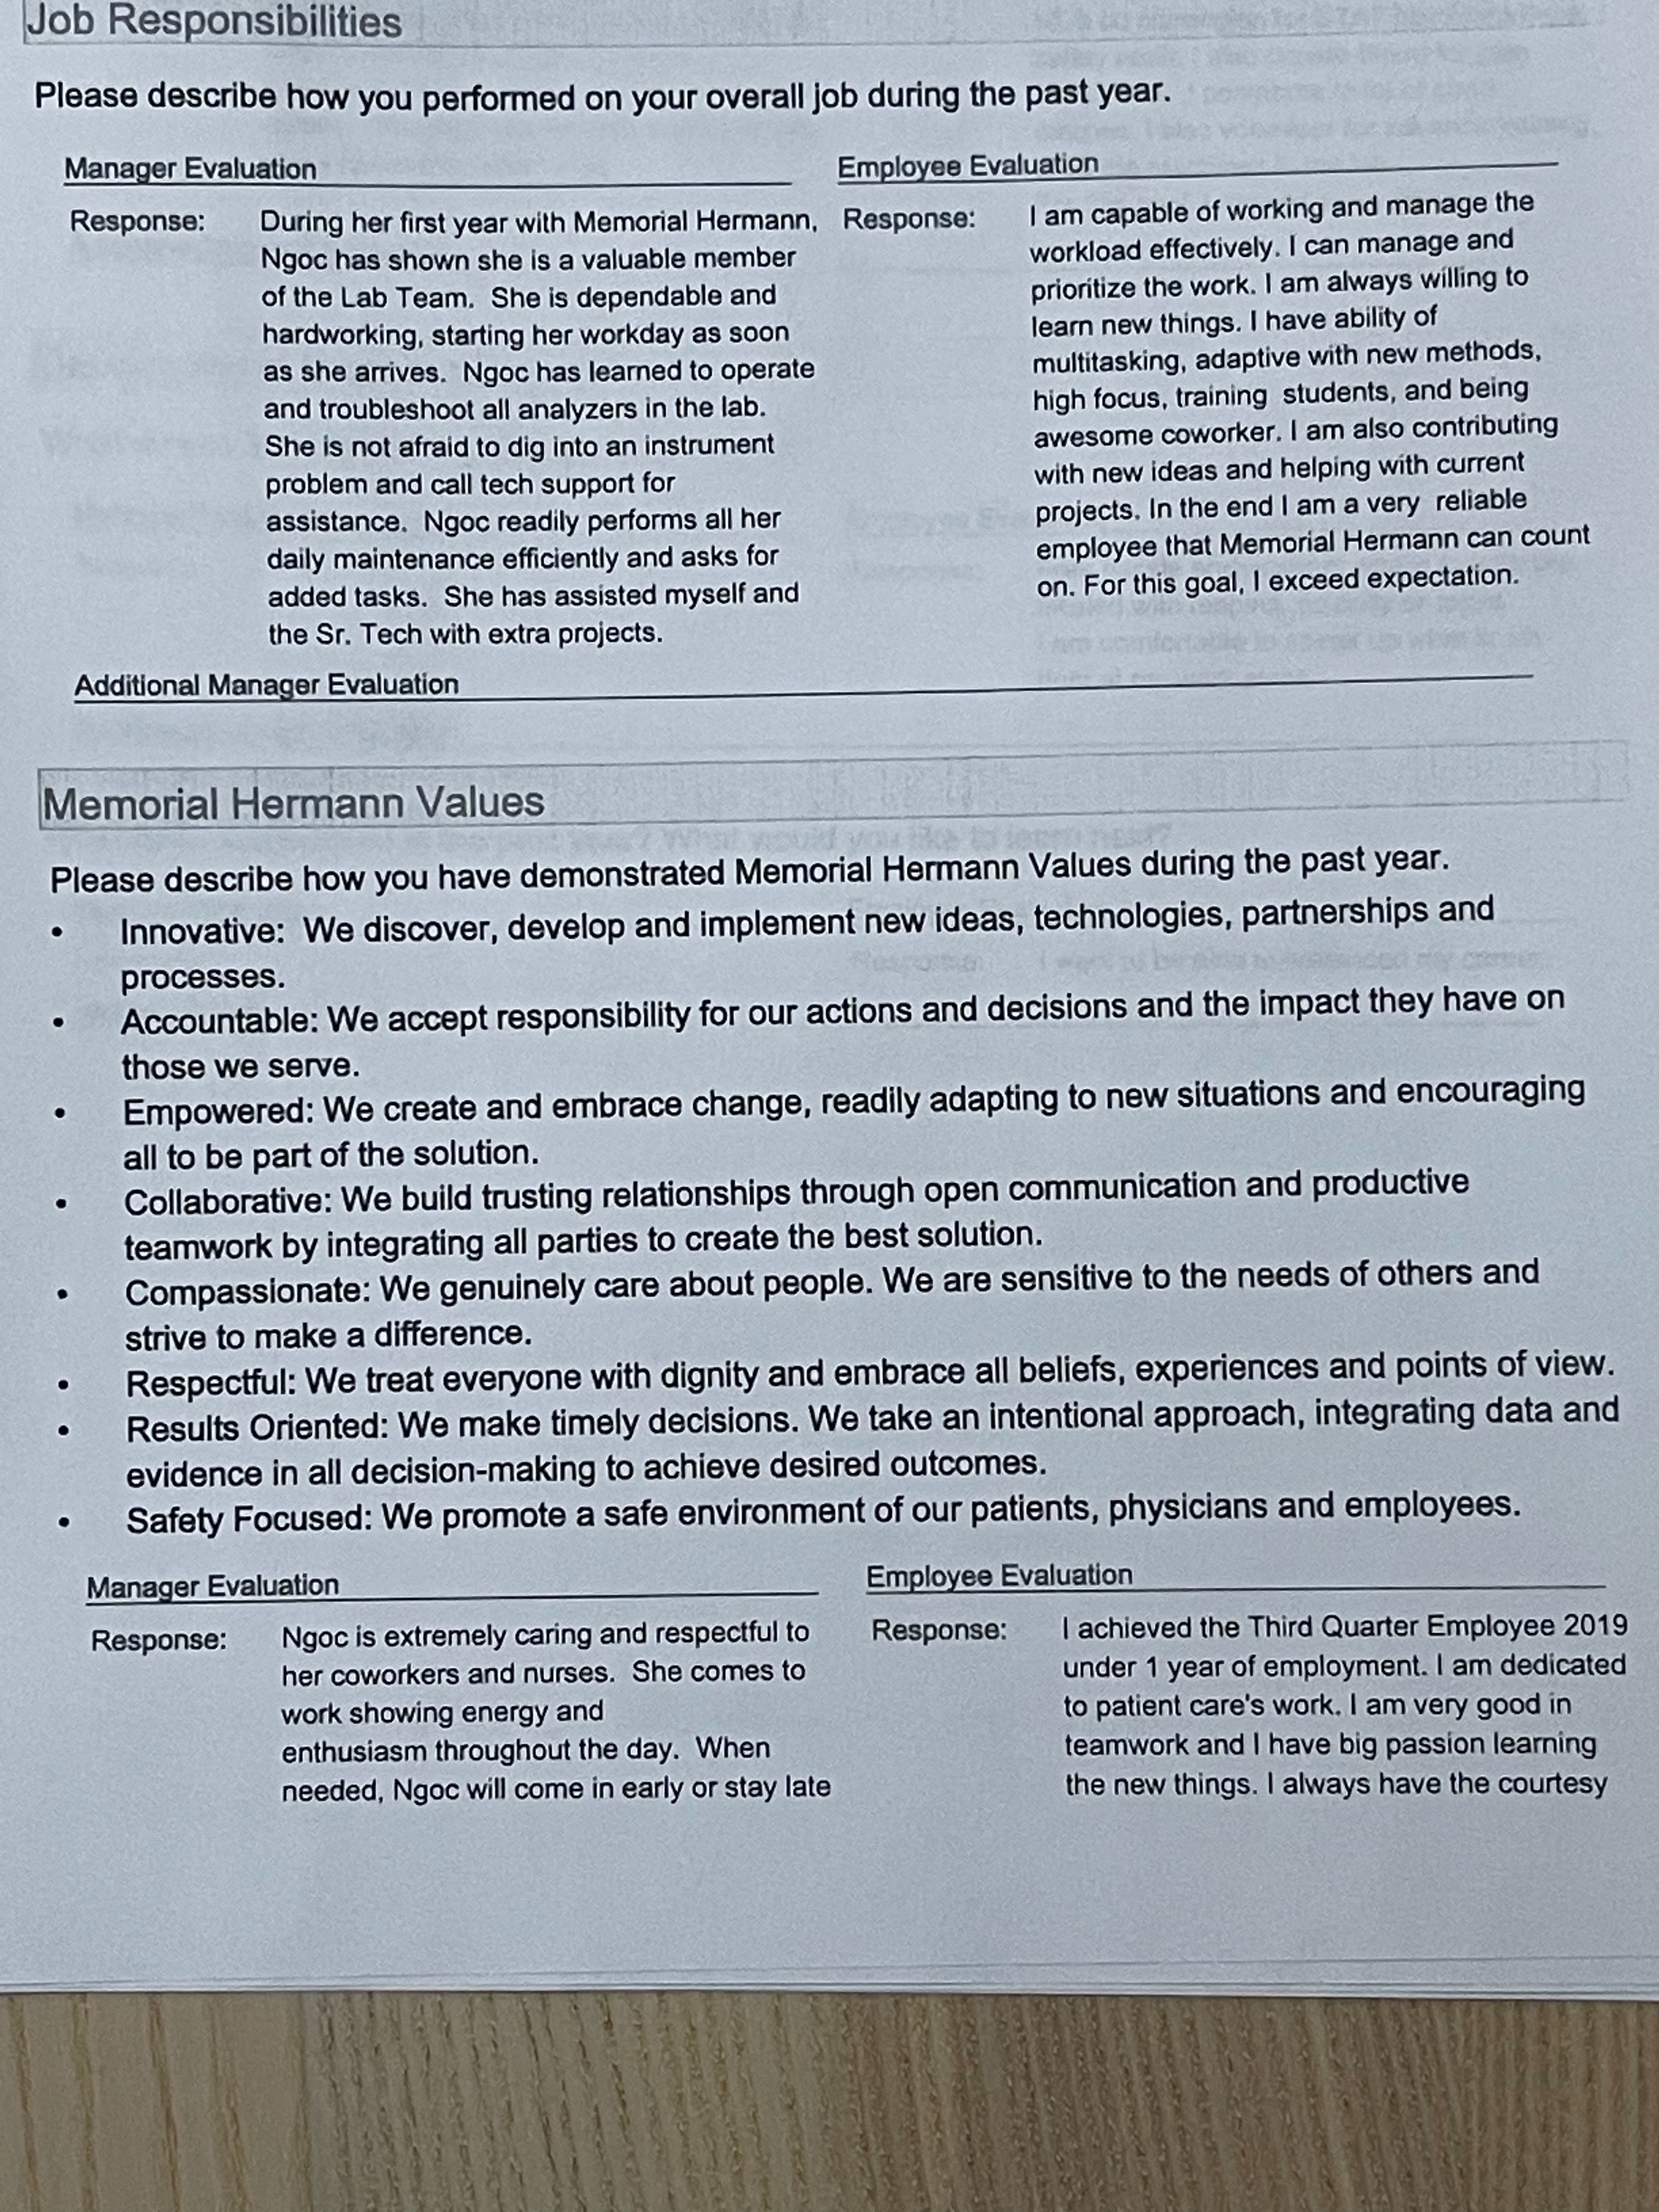 Job Responsibilities
Please describe how you performed on your overall job during the past year.
Manager Evaluation
Response: During her first year with Memorial Hermann,
Ngoc has shown she is a valuable member
of the Lab Team. She is dependable and
hardworking, starting her workday as soon
as she arrives. Ngoc has learned to operate
and troubleshoot all analyzers in the lab.
She is not afraid to dig into an instrument
problem and call tech support for
assistance. Ngoc readily performs all her
daily maintenance efficiently and asks for
added tasks. She has assisted myself and
the Sr. Tech with extra projects.
Employee Evaluation
Response: I am capable of working and manage the
workload effectively. I can manage and
prioritize the work. I am always willing to
learn new things. I have ability of
multitasking, adaptive with new methods,
high focus, training students, and being
awesome coworker. I am also contributing
with new ideas and helping with current
projects. In the end I am a very reliable
employee that Memorial Hermann can count
on. For this goal, I exceed expectation.
Additional Manager Evaluation
Memorial Hermann Values
Please describe how you have demonstrated Memorial Hermann Values during the past year.
• Innovative: We discover, develop and implement new ideas, technologies, partnerships and
processes.
• Accountable: We accept responsibility for our actions and decisions and the impact they have on
those we serve.
• Empowered: We create and embrace change, readily adapting to new situations and encouraging
all to be part of the solution.
• Collaborative: We build trusting relationships through open communication and productive
teamwork by integrating all parties to create the best solution.
• Compassionate: We genuinely care about people. We are sensitive to the needs of others and
strive to make a difference.
• Respectful: We treat everyone with dignity and embrace all beliefs, experiences and points of view.
• Results Oriented: We make timely decisions. We take an intentional approach, integrating data and
evidence in all decision-making to achieve desired outcomes.
• Safety Focused: We promote a safe environment of our patients, physicians and employees.
Manager Evaluation
Response: Ngoc is extremely caring and respectful to
her coworkers and nurses. She comes to
work showing energy and
enthusiasm throughout the day. When
needed, Ngoc will come in early or stay late
Employee Evaluation
Response: I achieved the Third Quarter Employee 2019
under 1 year of employment. I am dedicated
to patient care's work. I am very good in
teamwork and I have big passion learning
the new things. I always have the courtesy